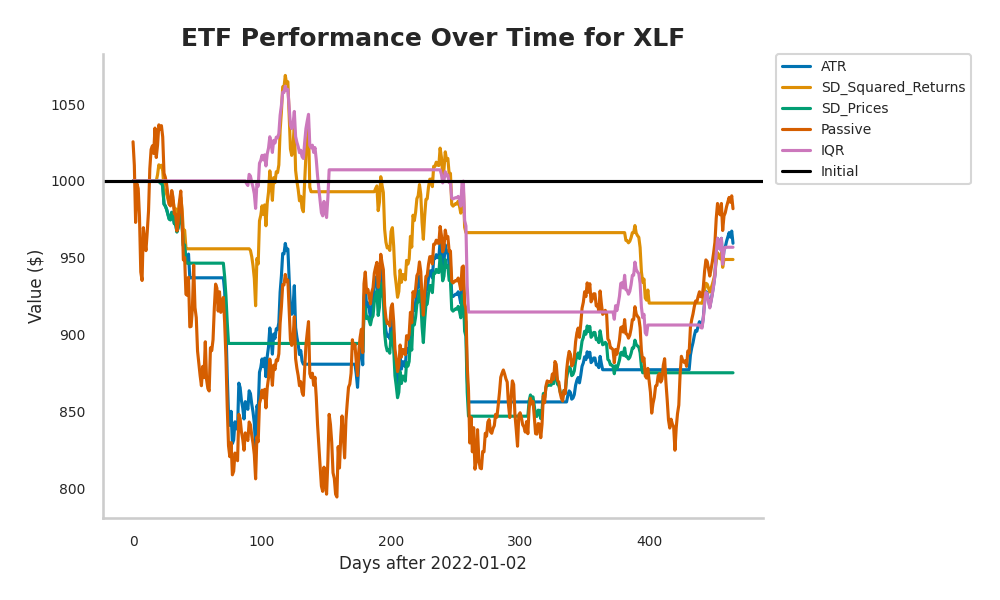 ETF Performance Over Time for XLF
Value ($)
1050
1000
950
900
850
800
0
100
200
300
400
Days after 2022-01-02
ATR
SD_Squared_Returns
SD_Prices
Passive
IQR
Initial